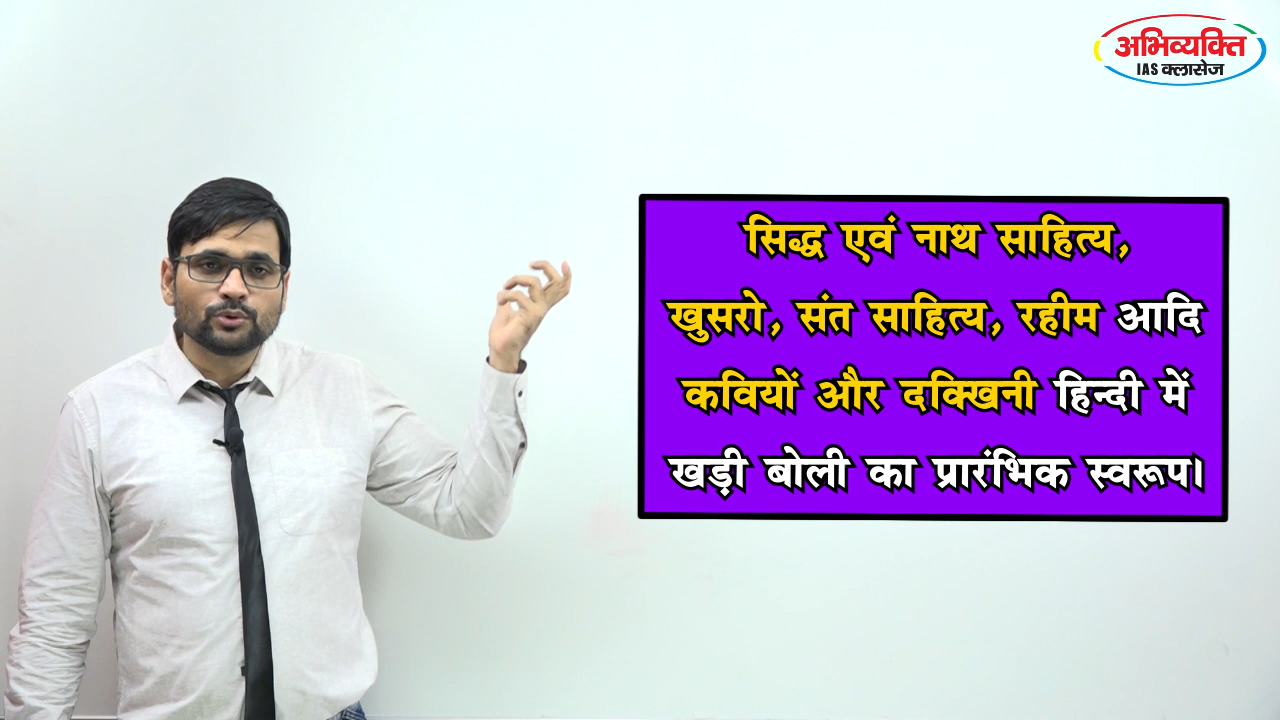 अभिव्यक्ति
IAS क्लासेज
सिद्ध एवं नाथ साहित्य,
खुसरो, संत साहित्य, रहीम आदि
कवियों और दक्खिनी हिन्दी में
खड़ी बोली का प्रारंभिक स्वरूप।